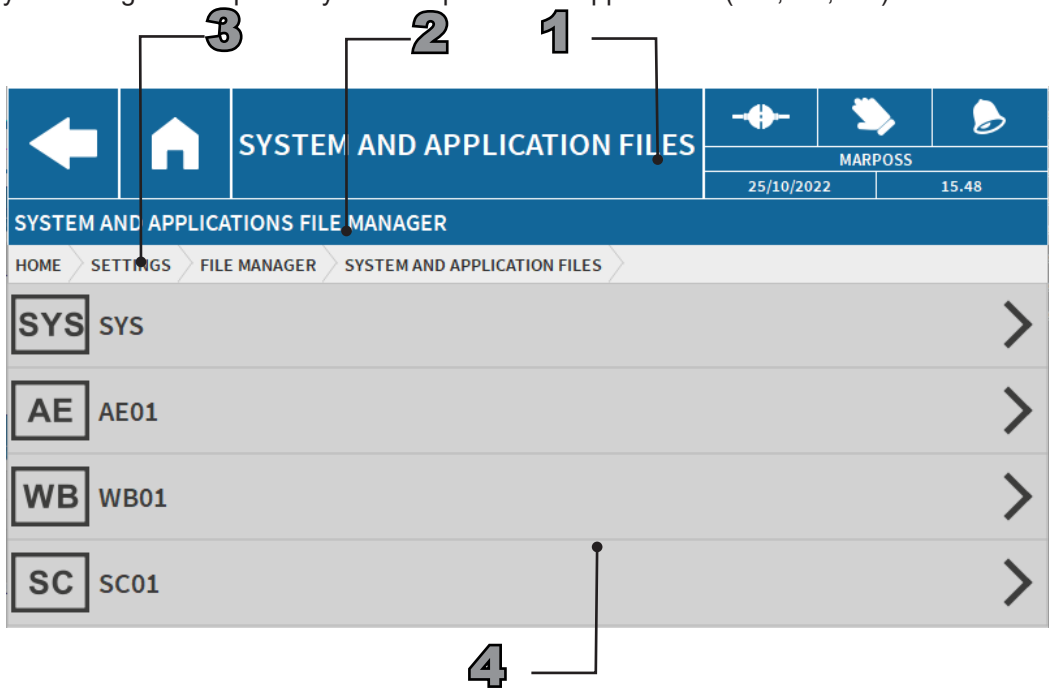 3 2 1
SYSTEM AND APPLICATION FILES
MARPOSS
25/10/2022 15.48
SYSTEM AND APPLICATIONS FILE MANAGER
HOME SETTINGS FILE MANAGER SYSTEM AND APPLICATION FILES
SYS SYS
AE AE01
WB WB01
SC SC01
4